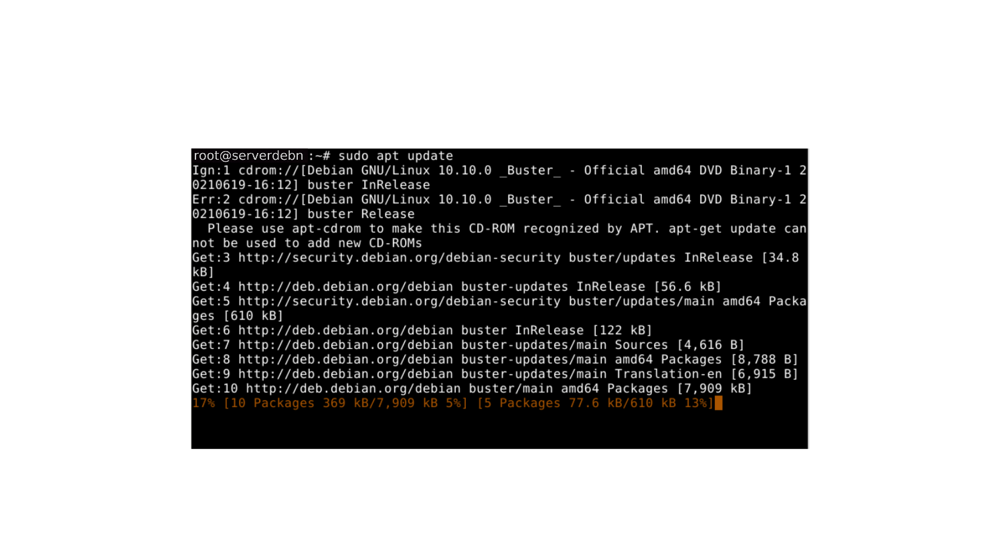 root@serverdebn :~# sudo apt update
Ign:1 cdrom://[Debian GNU/Linux 10.10.0 _Buster_ - Official amd64 DVD Binary-1 2
0210619-16:12] buster InRelease
Err:2 cdrom://[Debian GNU/Linux 10.10.0 _Buster_ - Official amd64 DVD Binary-1 2
0210619-16:12] buster Release
  Please use apt-cdrom to make this CD-ROM recognized by APT. apt-get update can
not be used to add new CD-ROMs
Get:3 http://security.debian.org/debian-security buster/updates InRelease [34.8
kB]
Get:4 http://deb.debian.org/debian buster-updates InRelease [56.6 kB]
Get:5 http://security.debian.org/debian-security buster/updates/main amd64 Packa
ges [610 kB]
Get:6 http://deb.debian.org/debian buster InRelease [122 kB]
Get:7 http://deb.debian.org/debian buster-updates/main Sources [4,616 B]
Get:8 http://deb.debian.org/debian buster-updates/main amd64 Packages [8,788 B]
Get:9 http://deb.debian.org/debian buster-updates/main Translation-en [6,915 B]
Get:10 http://deb.debian.org/debian buster/main amd64 Packages [7,909 kB]
17% [10 Packages 369 kB/7,909 kB 5%] [5 Packages 77.6 kB/610 kB 13%]